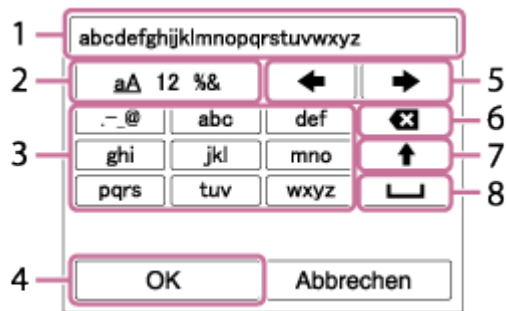 1 abcdefghijklmnopqrstuvwxyz
2 aA 12 %& 5
.-_@ abc def 6
3 ghi jkl mno 7
pqrs tuv wxyz 8
4 OK Abbrechen